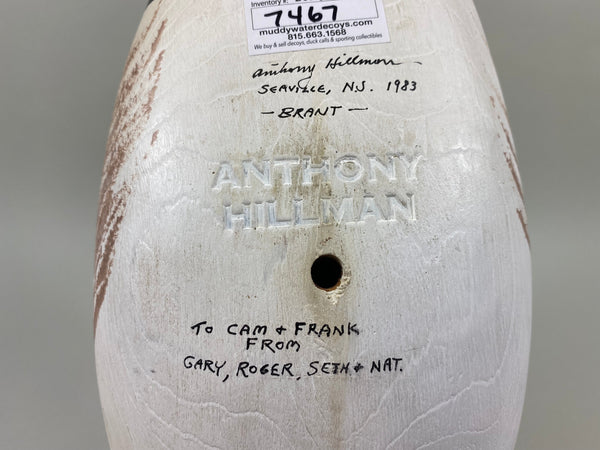 Inventory #:
7467
muddywaterdecoys.com
815.663.1568
We buy & sell decoys, duck calls & sporting collectibles
Anthony Hillman
SEAVILLE, N.J. 1983
- BRANT -
ANTHONY
HILLMAN
TO CAM & FRANK
FROM
GARY, ROGER, SETH & NAT.